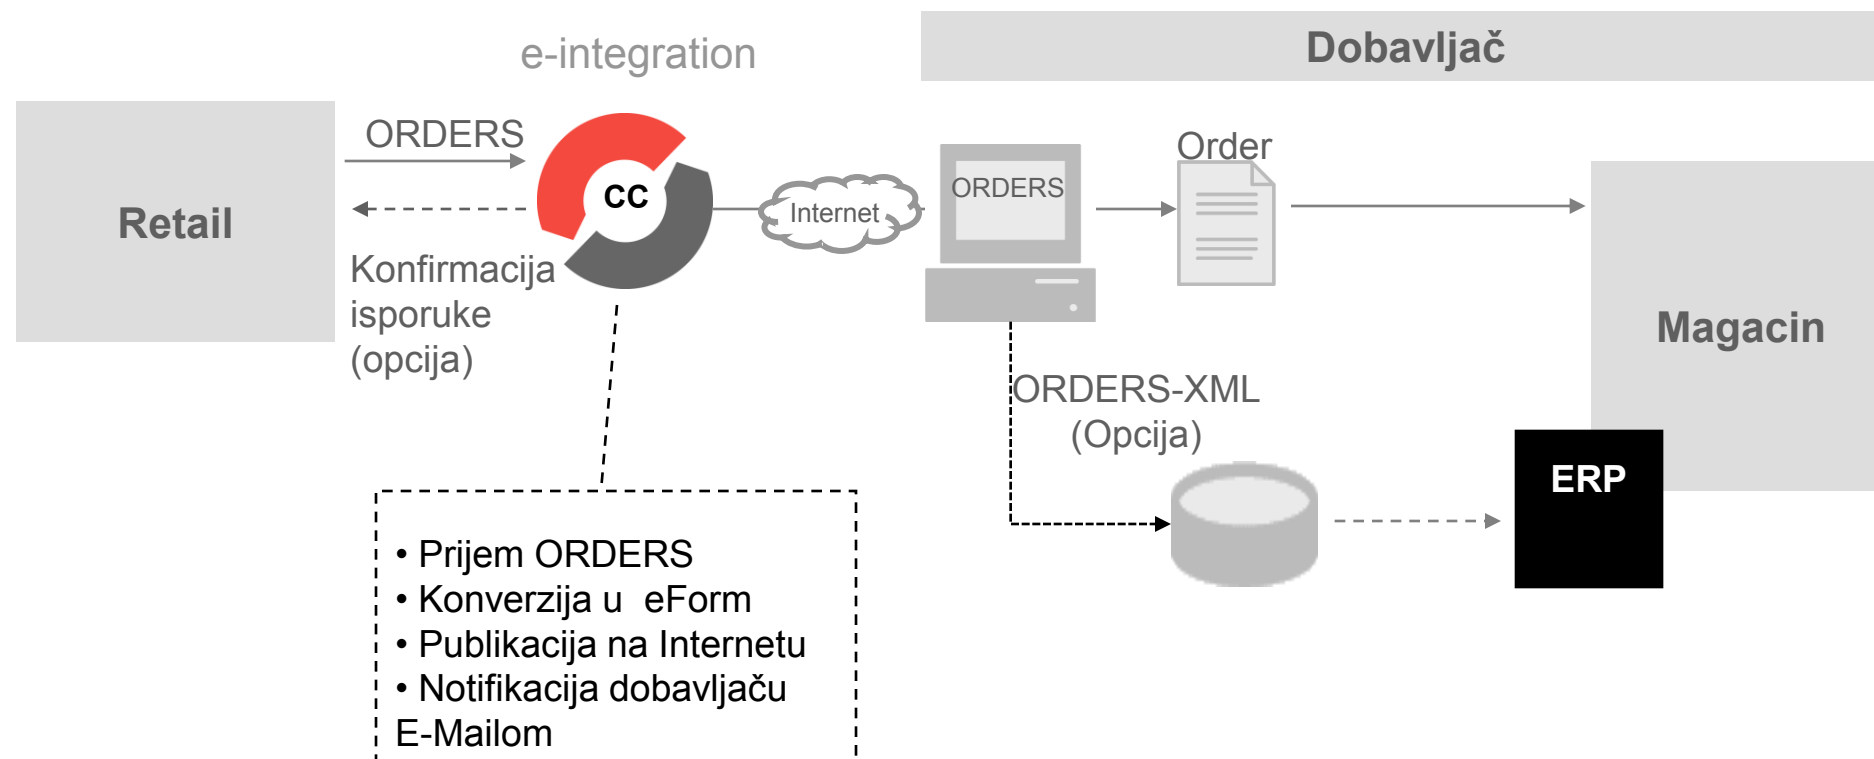 e-integration
Dobavljač
Retail
ORDERS
CC
Konfirmacija
isporuke
(opcija)
Internet
ORDERS
Order
Magacin
ORDERS-XML
(Opcija)
ERP
• Prijem ORDERS
• Konverzija u eForm
• Publikacija na Internetu
• Notifikacija dobavljaču
E-Mailom